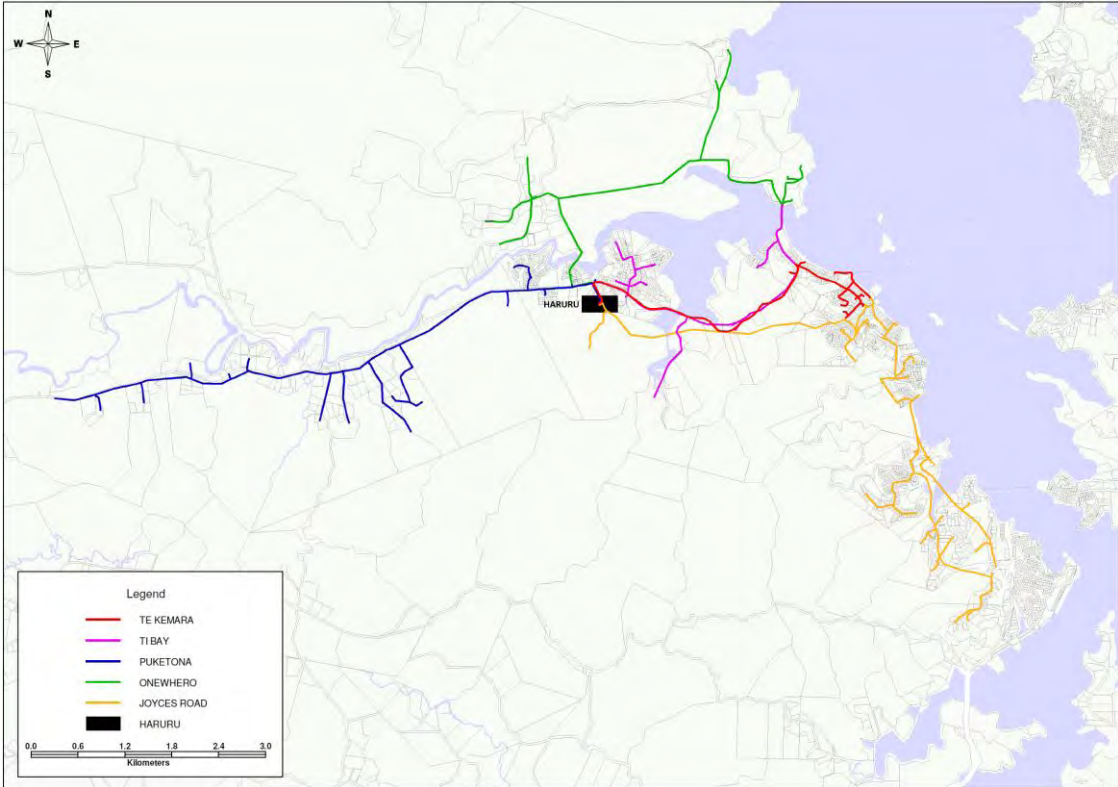 N
W E
S
HARURU
Legend
TE KEMARA
TI BAY
PUKETONA
ONEWHERO
JOYCES ROAD
HARURU
0.0 0.6 1.2 1.8 2.4 3.0
Kilometers